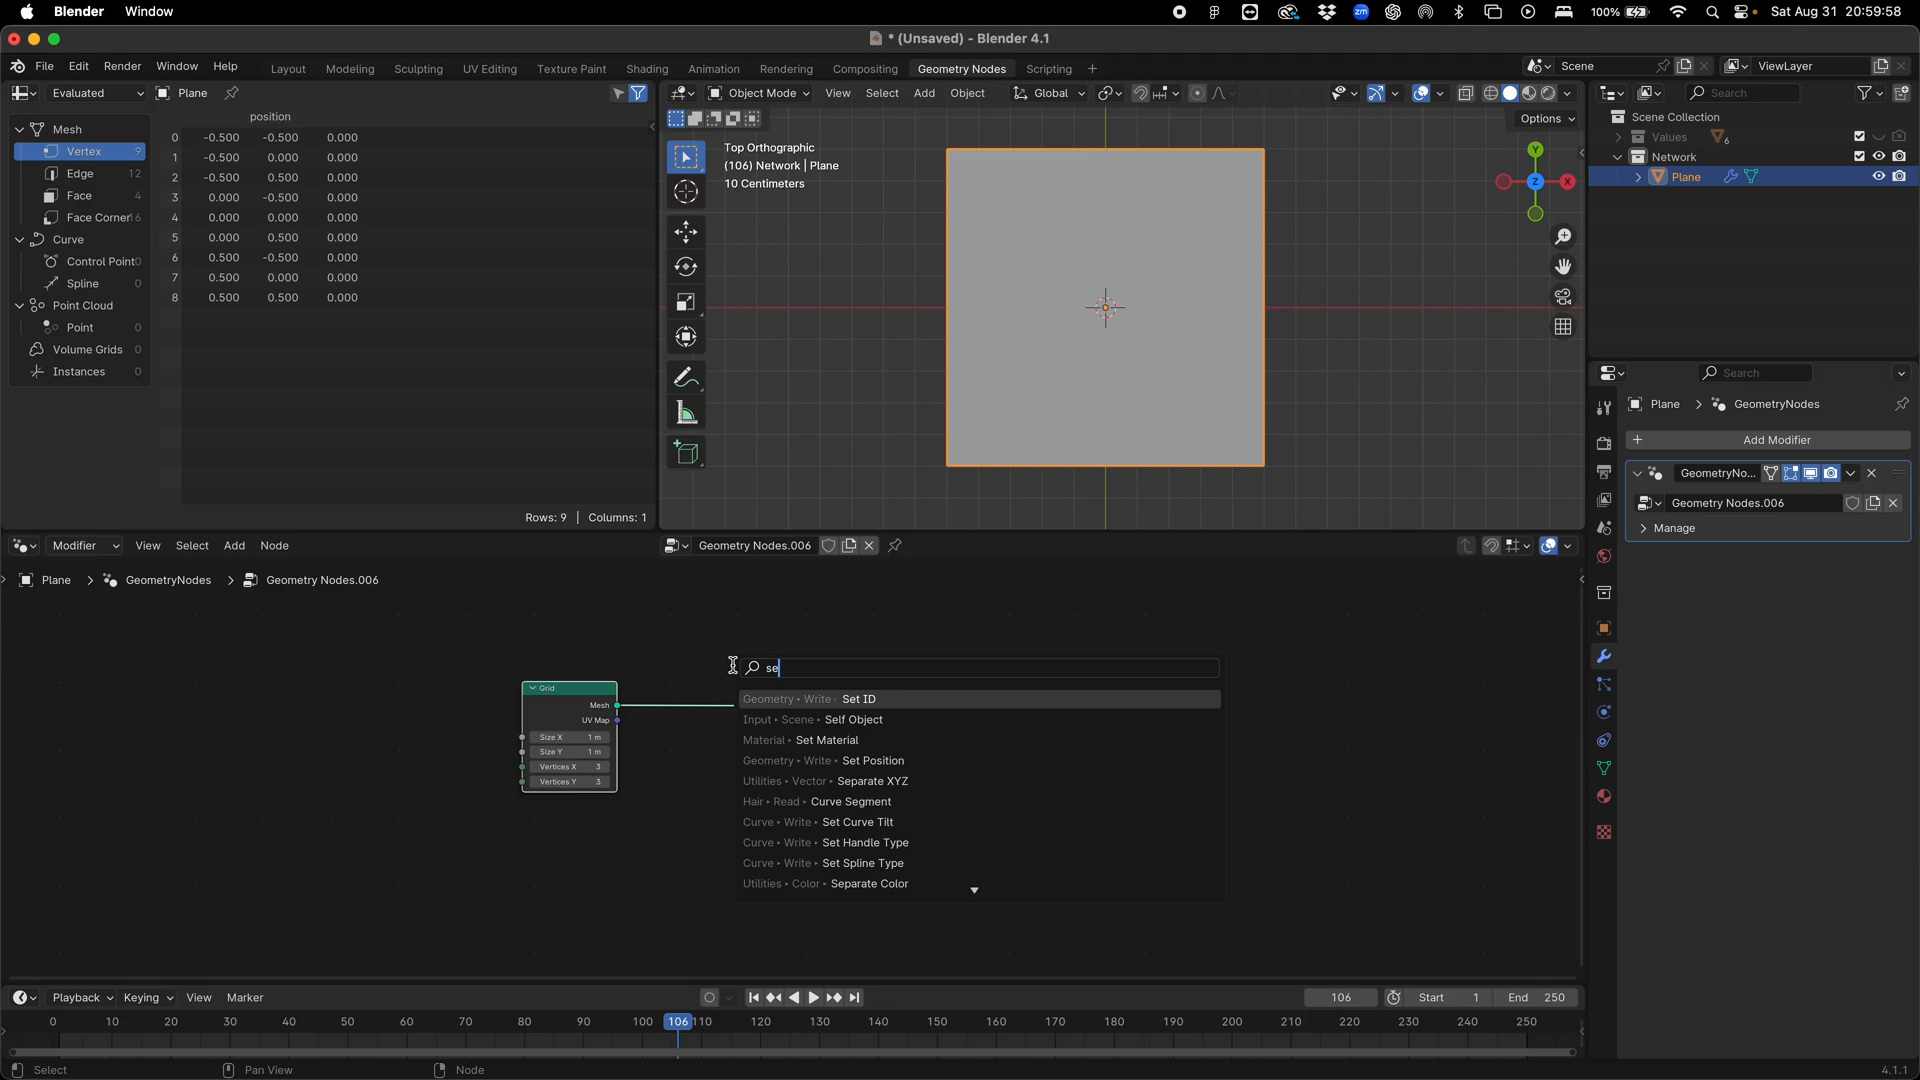 Blender Window 100% Sat Aug 31 20:59:58
* (Unsaved) - Blender 4.1
File Edit Render Window Help Layout Modeling Sculpting UV Editing Texture Paint Shading Animation Rendering Compositing Geometry Nodes Scripting + Scene ViewLayer
Evaluated Plane
Object Mode View Select Add Object Global
Search
position
Options
Scene Collection
Values 6
Network
Plane
Mesh
Vertex 9
Edge 12
Face 4
Face Corner 16
Curve
Control Point 0
Spline 0
Point Cloud
Point 0
Volume Grids 0
Instances 0
0 -0.500 -0.500 0.000
1 -0.500 0.000 0.000
2 -0.500 0.500 0.000
3 0.000 -0.500 0.000
4 0.000 0.000 0.000
5 0.000 0.500 0.000
6 0.500 -0.500 0.000
7 0.500 0.000 0.000
8 0.500 0.500 0.000
Rows: 9 | Columns: 1
Top Orthographic
(106) Network | Plane
10 Centimeters
Y
X
Z
Search
Plane > GeometryNodes
+ Add Modifier
GeometryNo...
Geometry Nodes.006
Manage
Modifier View Select Add Node Geometry Nodes.006
Plane > GeometryNodes > Geometry Nodes.006
Grid
Mesh
UV Map
Size X 1 m
Size Y 1 m
Vertices X 3
Vertices Y 3
se
Geometry ▸ Write ▸ Set ID
Input ▸ Scene ▸ Self Object
Material ▸ Set Material
Geometry ▸ Write ▸ Set Position
Utilities ▸ Vector ▸ Separate XYZ
Hair ▸ Read ▸ Curve Segment
Curve ▸ Write ▸ Set Curve Tilt
Curve ▸ Write ▸ Set Handle Type
Curve ▸ Write ▸ Set Spline Type
Utilities ▸ Color ▸ Separate Color
Playback Keying View Marker 106 Start 1 End 250
0 10 20 30 40 50 60 70 80 90 100 106 110 120 130 140 150 160 170 180 190 200 210 220 230 240 250
Select Pan View Node 4.1.1